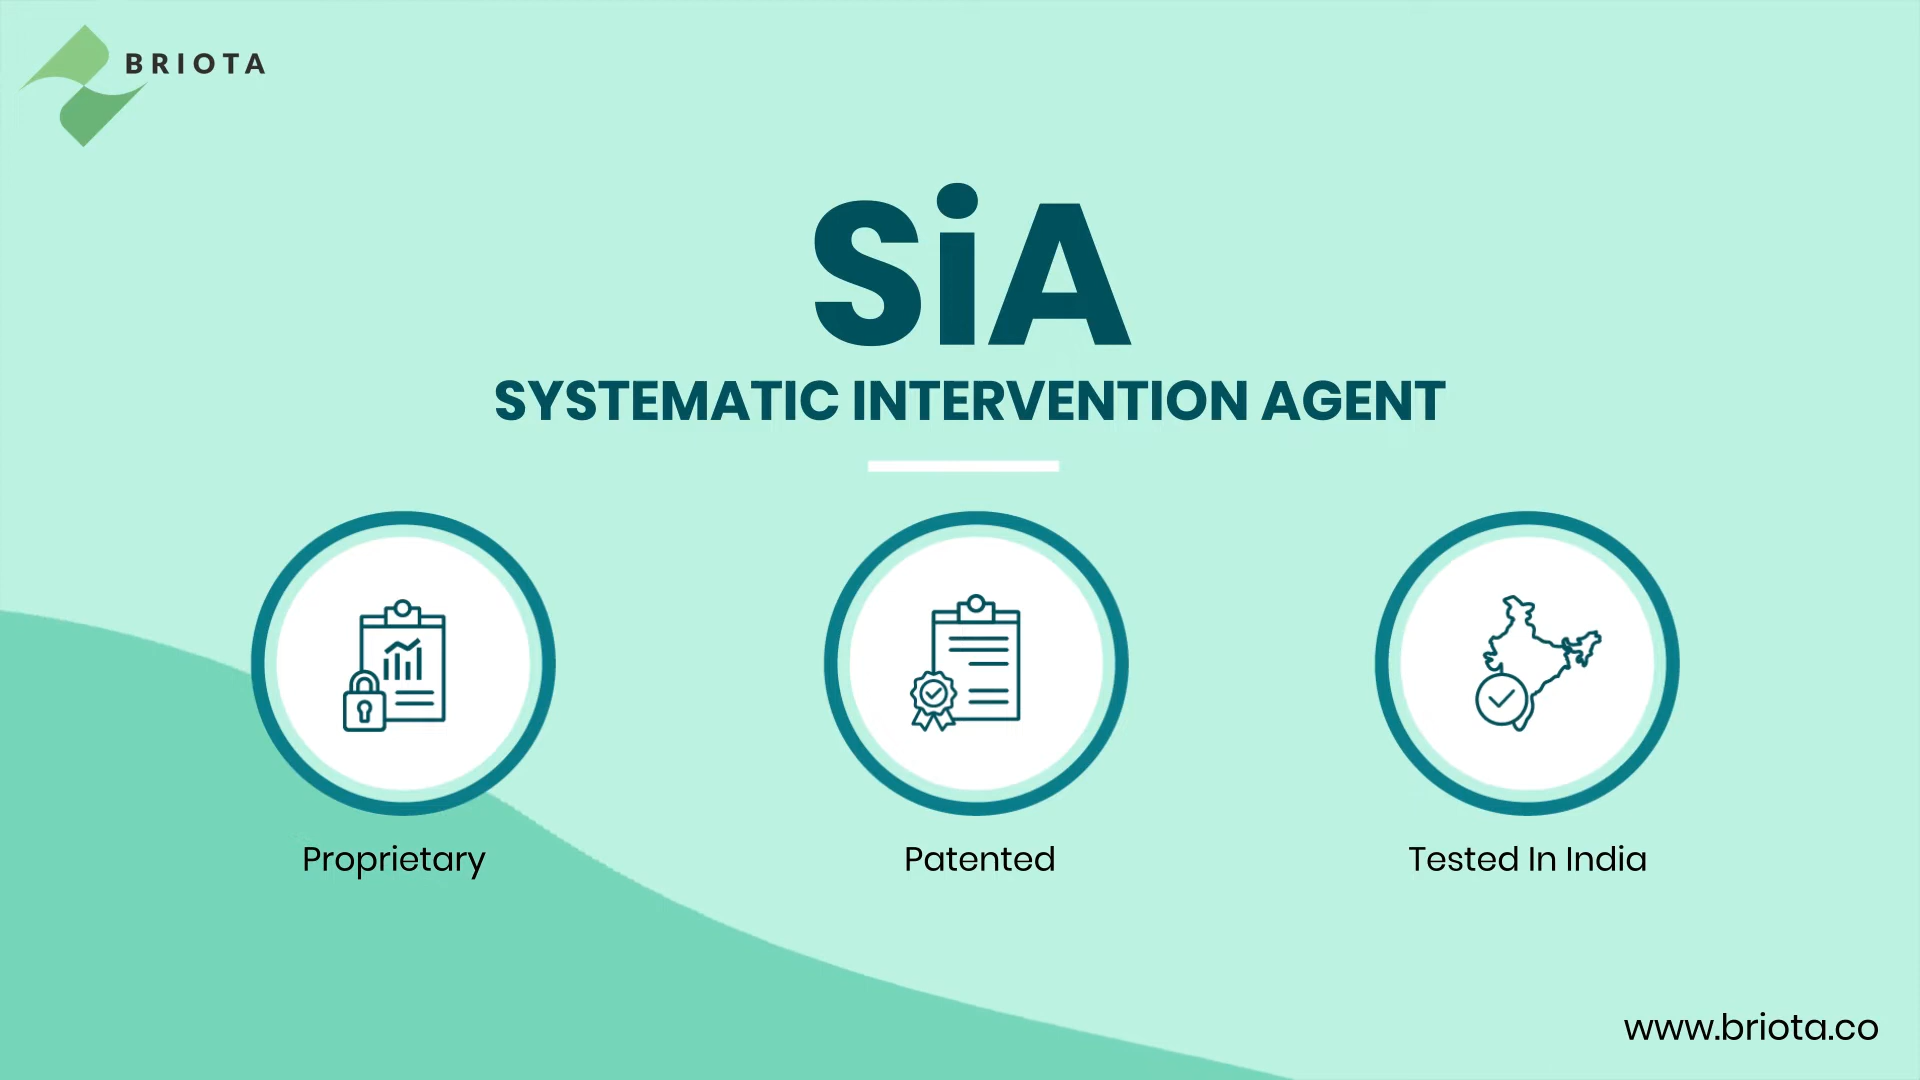 BRIOTA
SiA
SYSTEMATIC INTERVENTION AGENT
Proprietary
Patented
Tested In India
www.briota.co